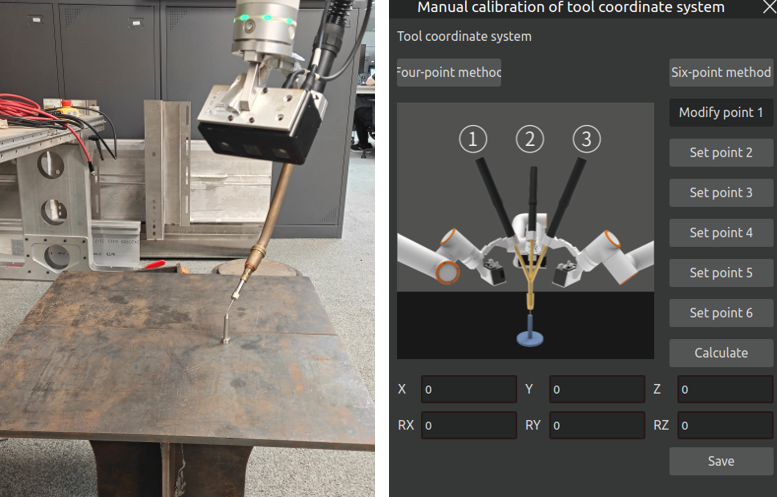 Manual calibration of tool coordinate system
Tool coordinate system
Four-point method
Six-point method
Modify point 1
① ② ③
Set point 2
Set point 3
Set point 4
Set point 5
Set point 6
Calculate
X 0 Y 0 Z 0
RX 0 RY 0 RZ 0
Save